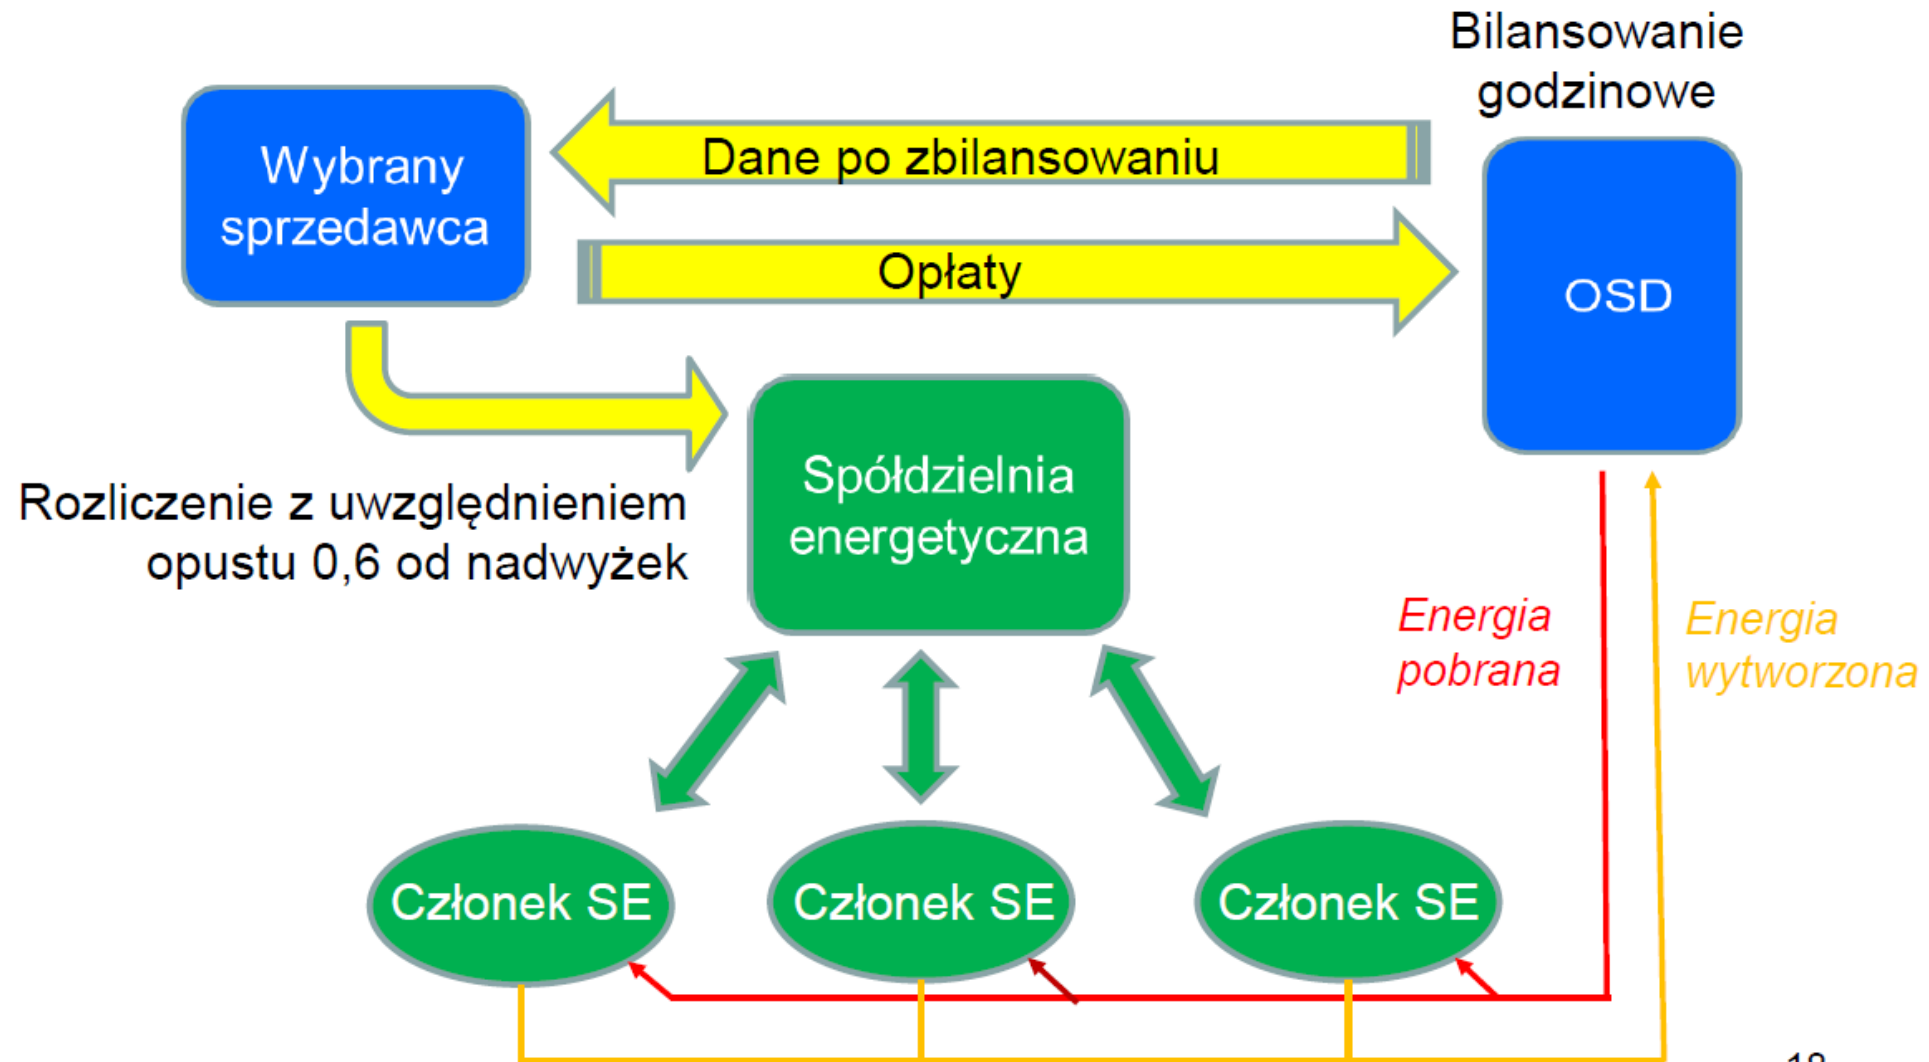 Bilansowanie
godzinowe
Wybrany
sprzedawca
Dane po zbilansowaniu
Opłaty
OSD
Spółdzielnia
energetyczna
Rozliczenie z uwzględnieniem
opustu 0,6 od nadwyżek
Energia
pobrana
Energia
wytworzona
Członek SE
Członek SE
Członek SE